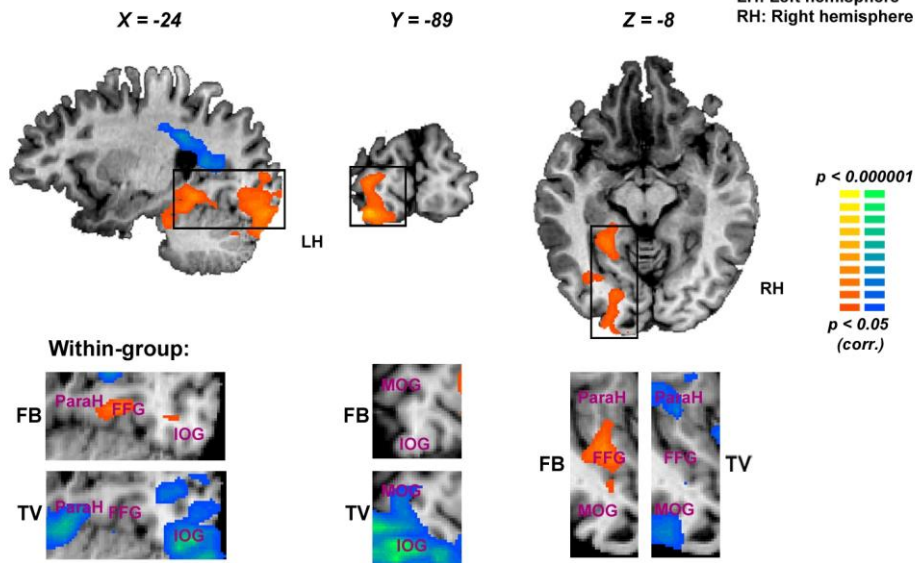 LH: Left hemisphere
RH: Right hemisphere
X = -24
Y = -89
Z = -8
LH
RH
p < 0.000001
p < 0.05
(corr.)
Within-group:
FB
ParaH
FFG
IOG
TV
ParaH
FFG
IOG
FB
MOG
IOG
TV
MOG
IOG
FB
ParaH
FFG
MOG
ParaH
FFG
MOG
TV